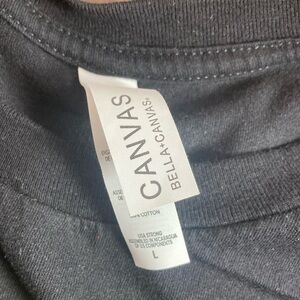 CANVAS
BELLA+CANVAS®
COTTON
USA STRONG
ASSEMBLED IN NICARAGUA
OF US COMPONENTS
L